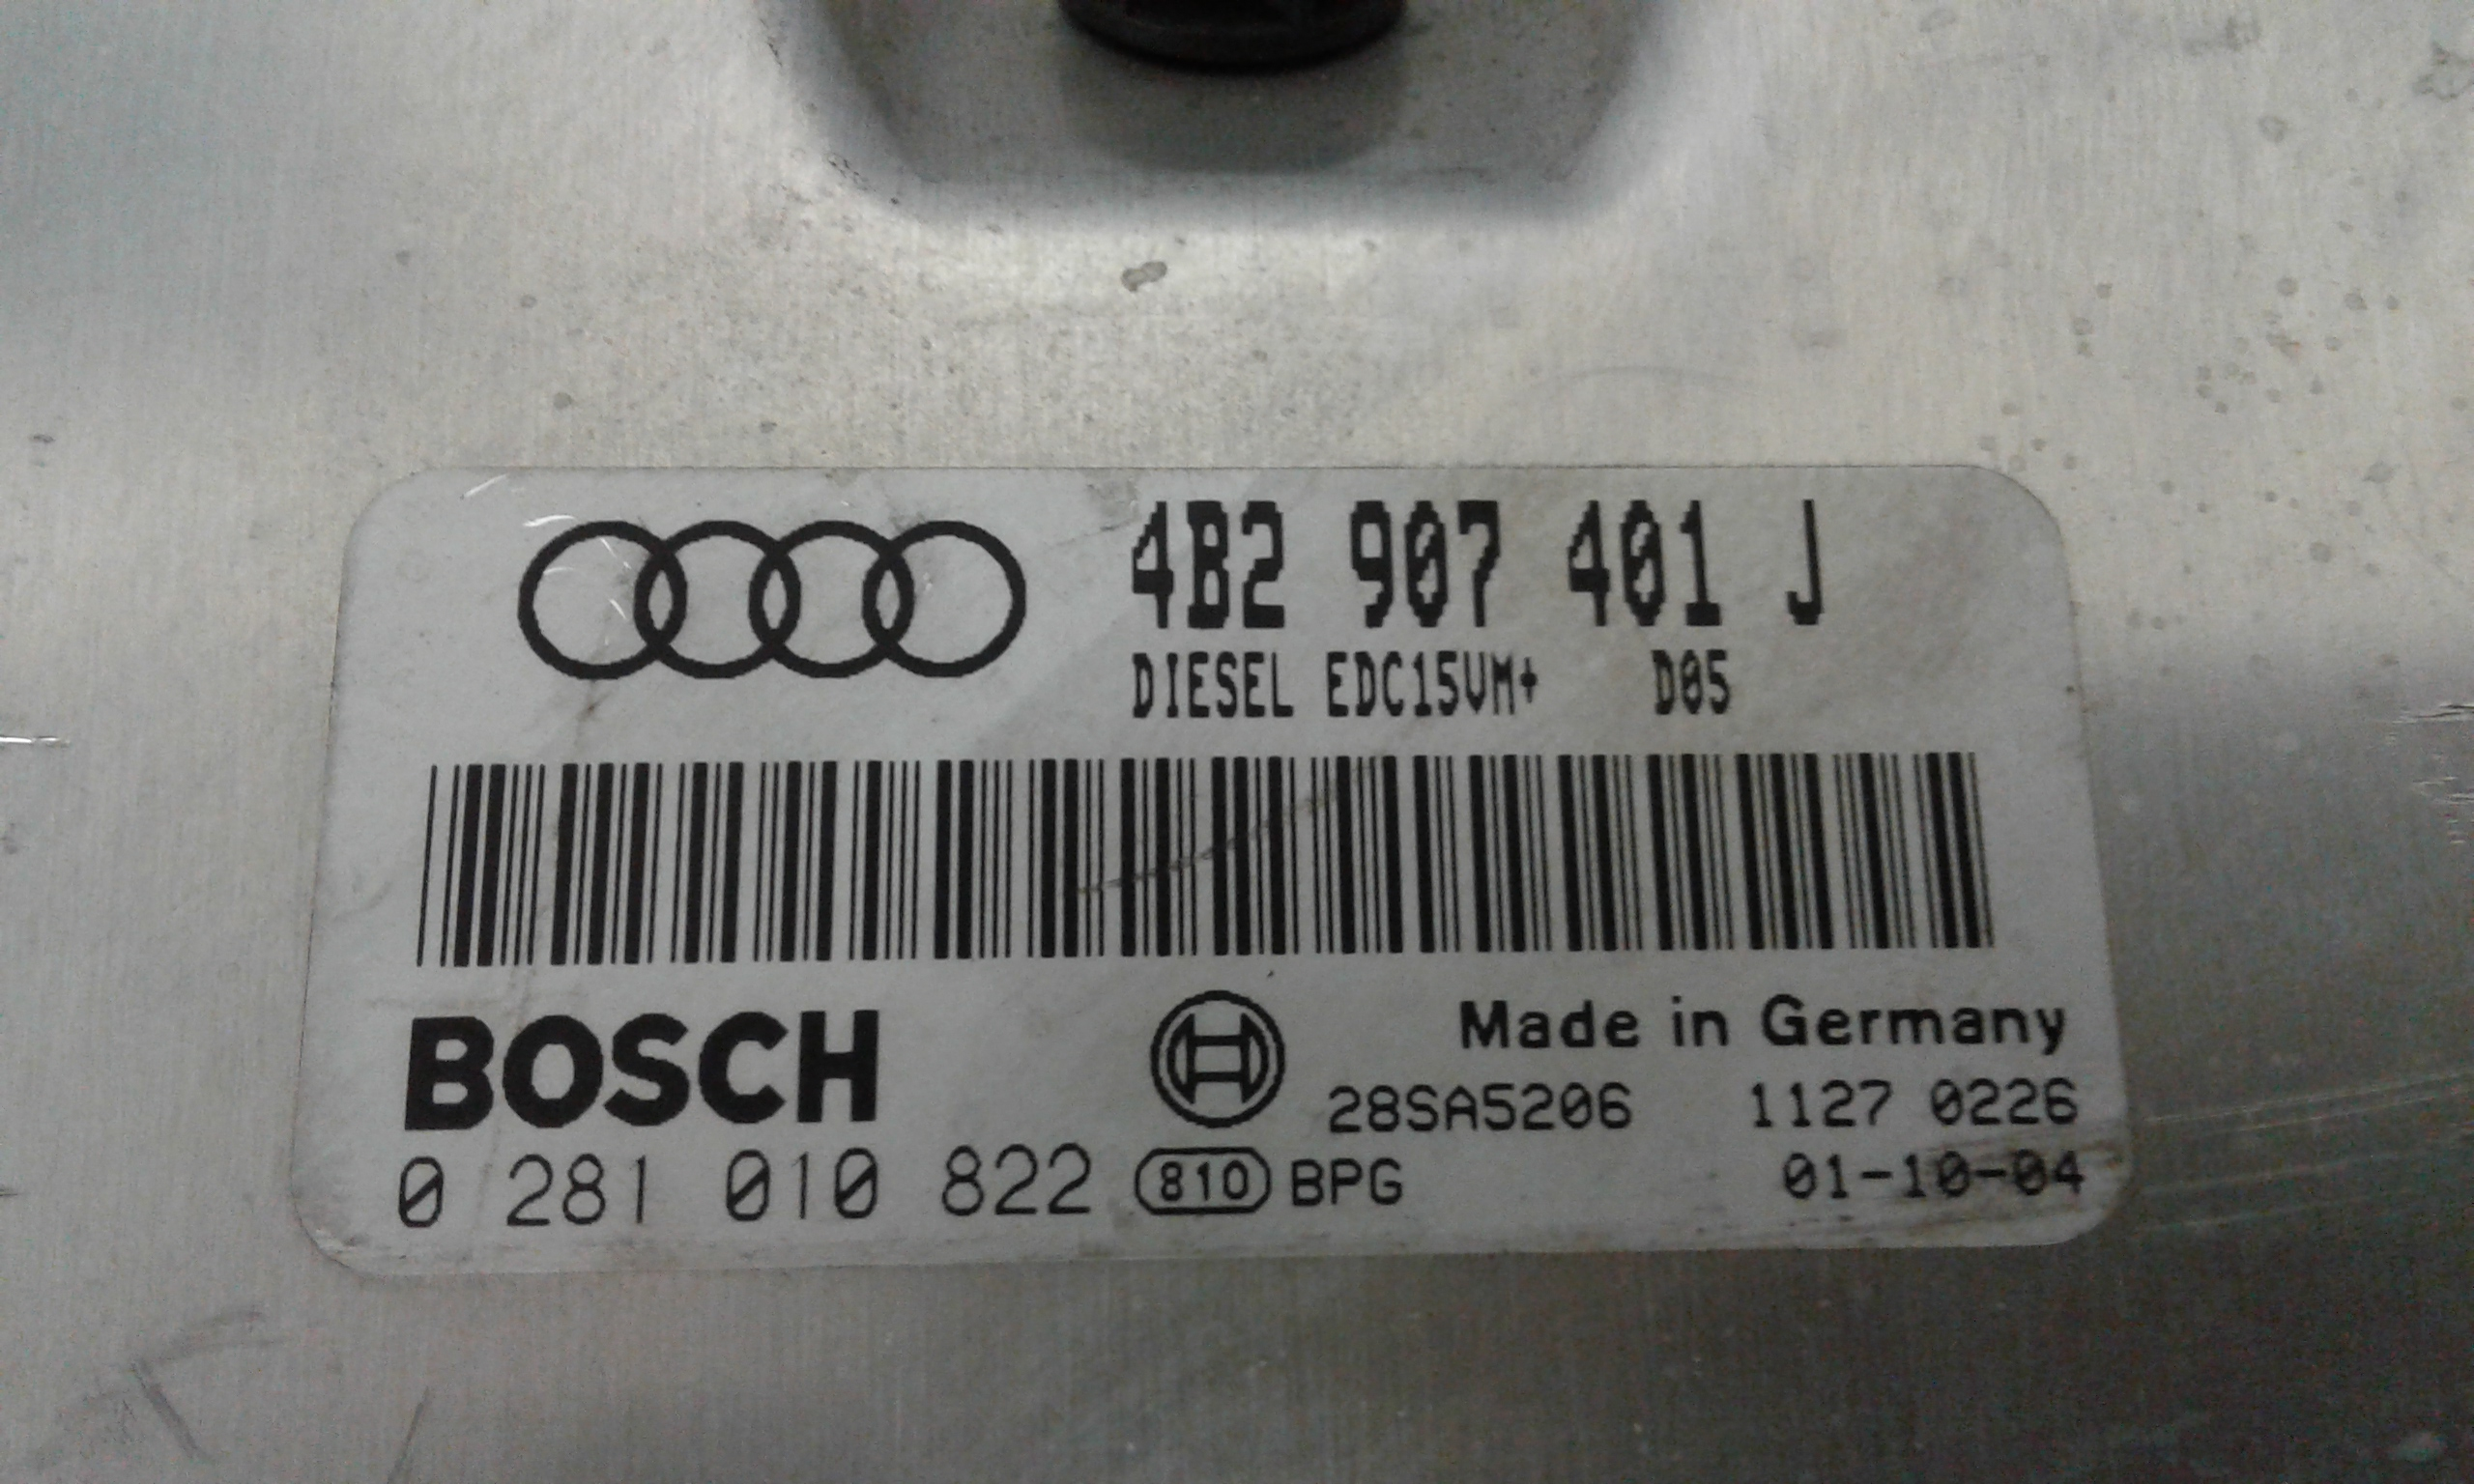 4B2 907 401 J
DIESEL EDC15VM+ D05
BOSCH
Made in Germany
28SA5206 1127 0226
0 281 010 822 810 BPG 01-10-04